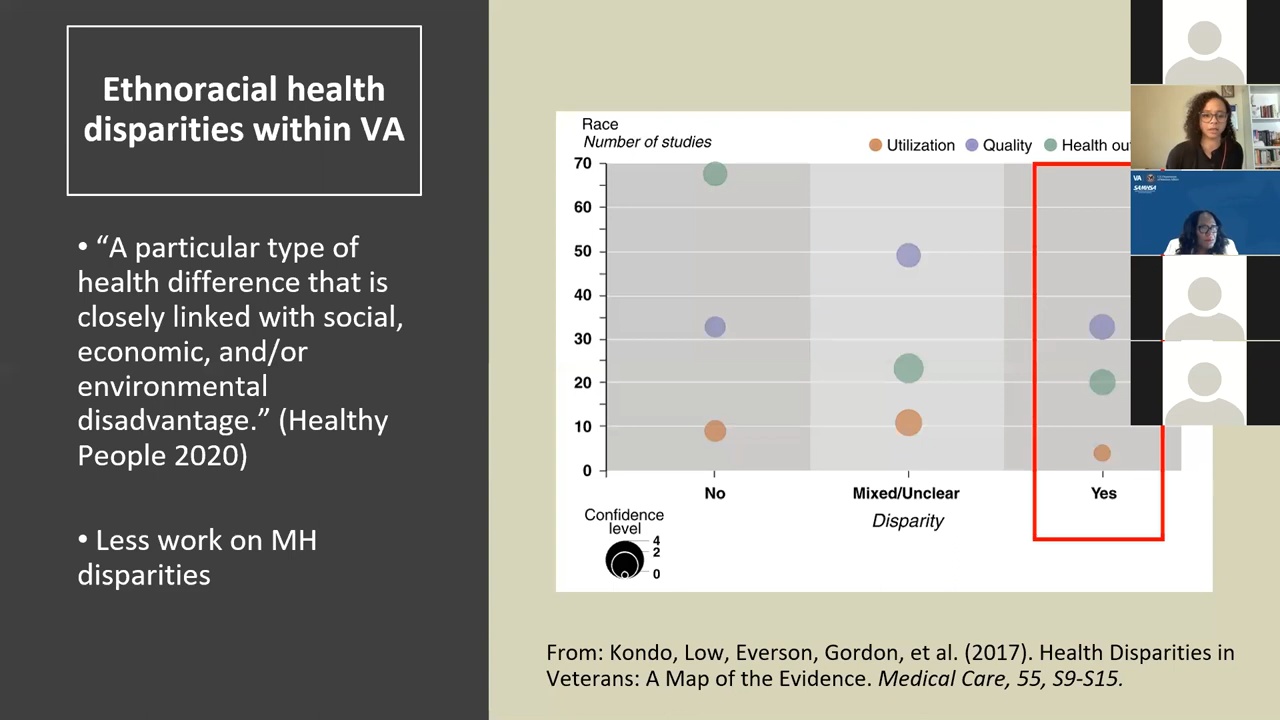 Ethnoracial health
disparities within VA
• “A particular type of
health difference that is
closely linked with social,
economic, and/or
environmental
disadvantage.” (Healthy
People 2020)
• Less work on MH
disparities
Race
Number of studies
Utilization Quality Health ou
70
60
50
40
30
20
10
0
No Mixed/Unclear Yes
Disparity
Confidence
level
4
2
0
From: Kondo, Low, Everson, Gordon, et al. (2017). Health Disparities in
Veterans: A Map of the Evidence. Medical Care, 55, S9-S15.
VA
SAMHSA